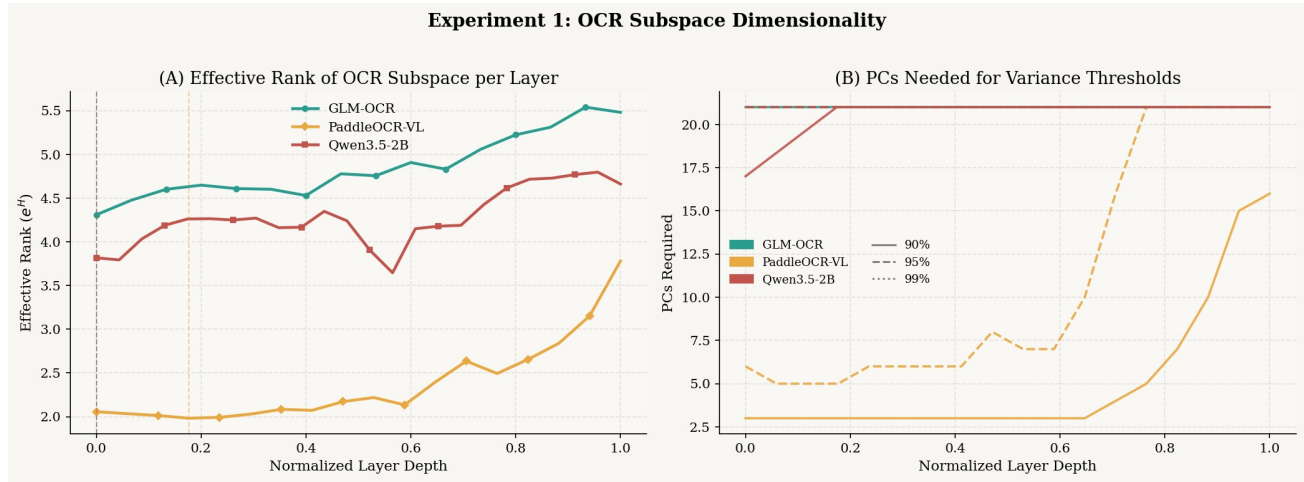 Experiment 1: OCR Subspace Dimensionality
(A) Effective Rank of OCR Subspace per Layer
Effective Rank (e^H)
5.5
5.0
4.5
4.0
3.5
3.0
2.5
2.0
GLM-OCR
PaddleOCR-VL
Qwen3.5-2B
0.0 0.2 0.4 0.6 0.8 1.0
Normalized Layer Depth
(B) PCs Needed for Variance Thresholds
PCs Required
20.0
17.5
15.0
12.5
10.0
7.5
5.0
2.5
GLM-OCR 90%
PaddleOCR-VL 95%
Qwen3.5-2B 99%
0.0 0.2 0.4 0.6 0.8 1.0
Normalized Layer Depth